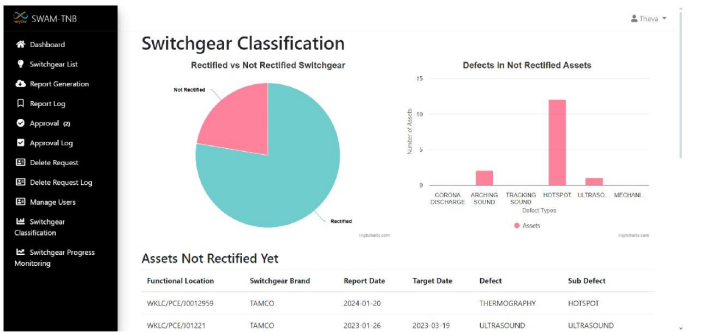 SWAM-TNB
Theva
Dashboard
Switchgear List
Report Generation
Report Log
Approval (2)
Approval Log
Delete Request
Delete Request Log
Manage Users
Switchgear
Classification
Switchgear Progress
Monitoring
Switchgear Classification
Rectified vs Not Rectified Switchgear
Not Rectified
Rectified
Defects in Not Rectified Assets
Number of Assets
15
10
5
0
CORONA DISCHARGE
ARCHING SOUND
TRACKING SOUND
HOTSPOT
ULTRASO...
MECHANI...
Defect Types
Assets
Assets Not Rectified Yet
Functional Location Switchgear Brand Report Date Target Date Defect Sub Defect
WKLC/PCE/J0012959 TAMCO 2024-01-20 THERMOGRAPHY HOTSPOT
WKLC/PCE/J01221 TAMCO 2023-01-26 2023-03-19 ULTRASOUND ULTRASOUND